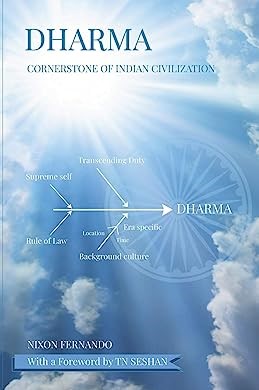 DHARMA
CORNERSTONE OF INDIAN CIVILIZATION
Transcending Duty
Supreme self
DHARMA
Era specific
Location
Time
Rule of Law
Background culture
NIXON FERNANDO
With a Foreword by TN SESHAN